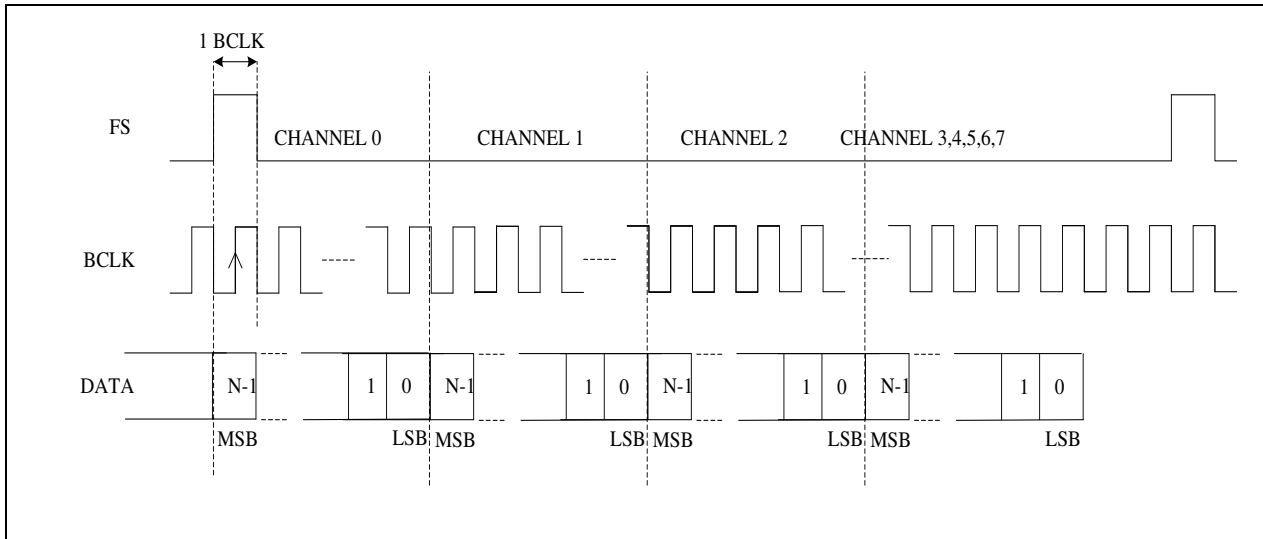 1 BCLK
FS
CHANNEL 0
CHANNEL 1
CHANNEL 2
CHANNEL 3,4,5,6,7
BCLK
DATA
N-1
1
0
N-1
1
0
N-1
1
0
N-1
1
0
MSB
LSB
MSB
LSB
MSB
LSB
MSB
LSB